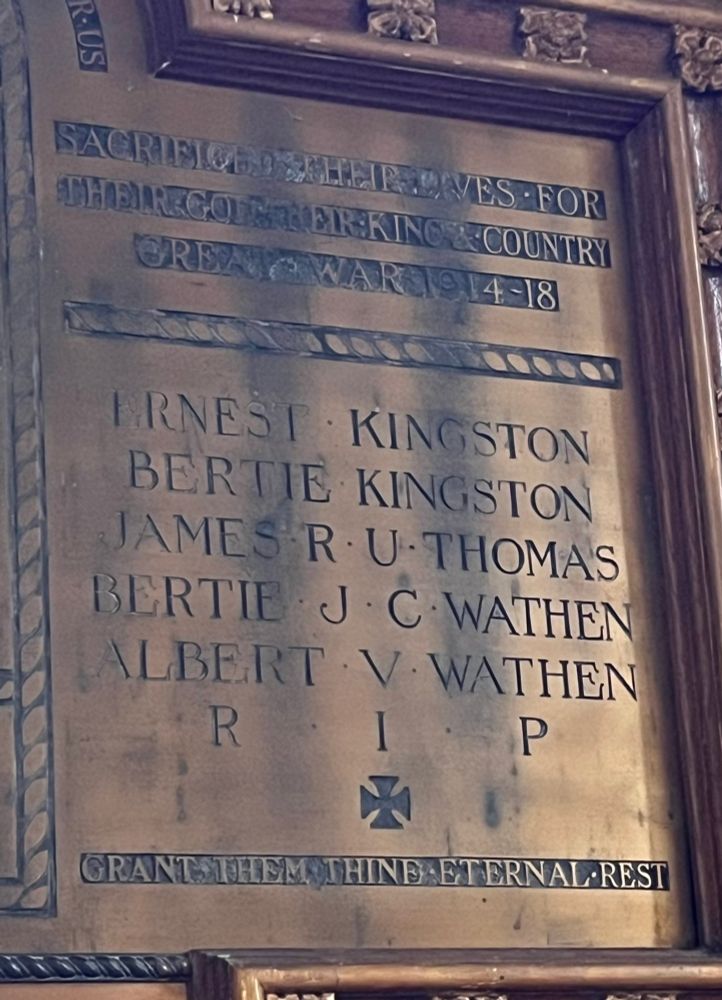 R · US
SACRIFICED · THEIR · LIVES · FOR
THEIR · GOD · THEIR · KING & · COUNTRY
GREAT · WAR · 1914-18
ERNEST · KINGSTON
BERTIE · KINGSTON
JAMES · R · U · THOMAS
BERTIE · J · C · WATHEN
ALBERT · V · WATHEN
R · I · P
GRANT · THEM · THINE · ETERNAL · REST